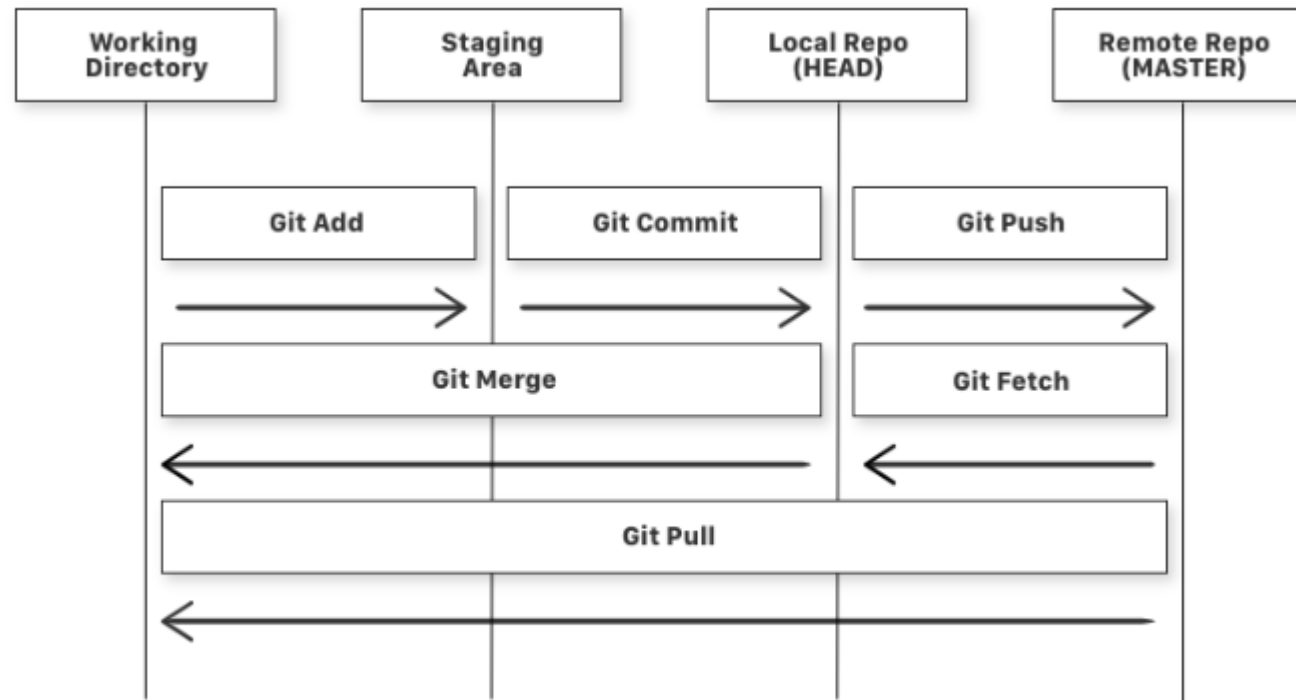 Working
Directory
Staging
Area
Local Repo
(HEAD)
Remote Repo
(MASTER)
Git Add
Git Commit
Git Push
Git Merge
Git Fetch
Git Pull